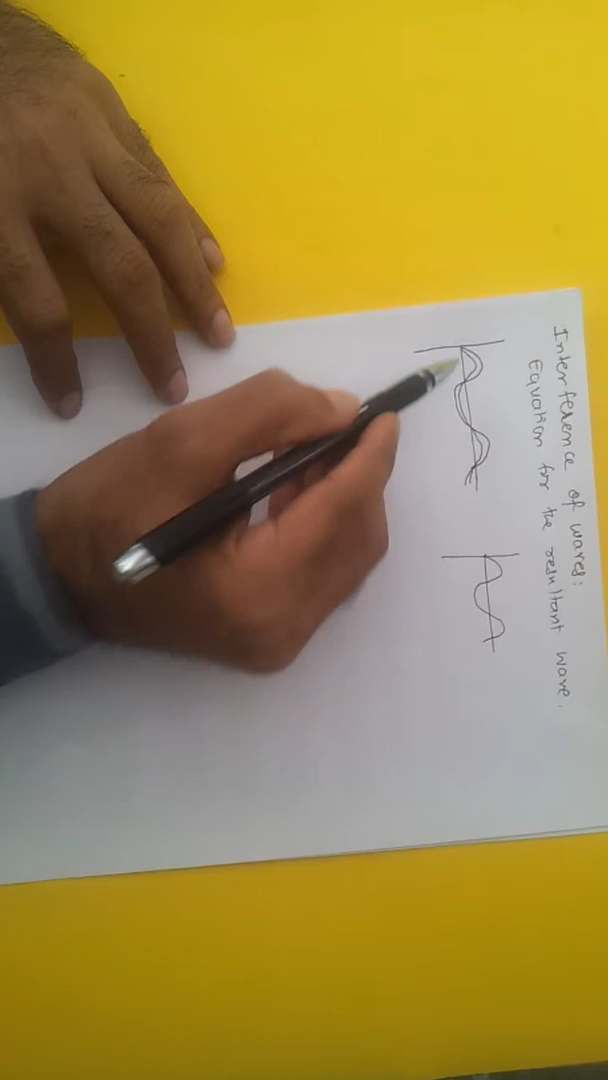 Interference of waves:
Equation for the resultant wave.